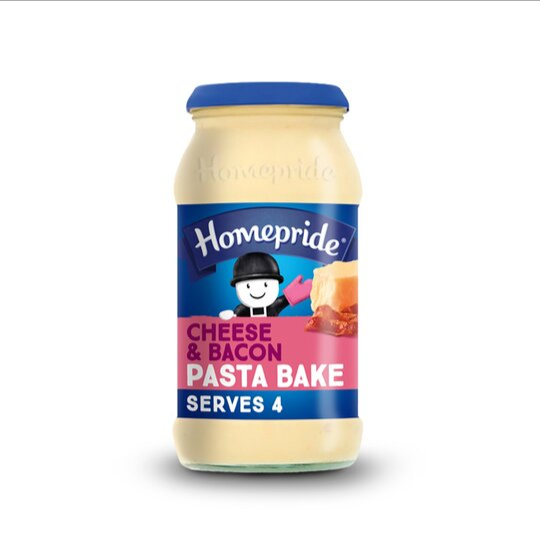 Homepride
Homepride®
CHEESE
& BACON
PASTA BAKE
SERVES 4